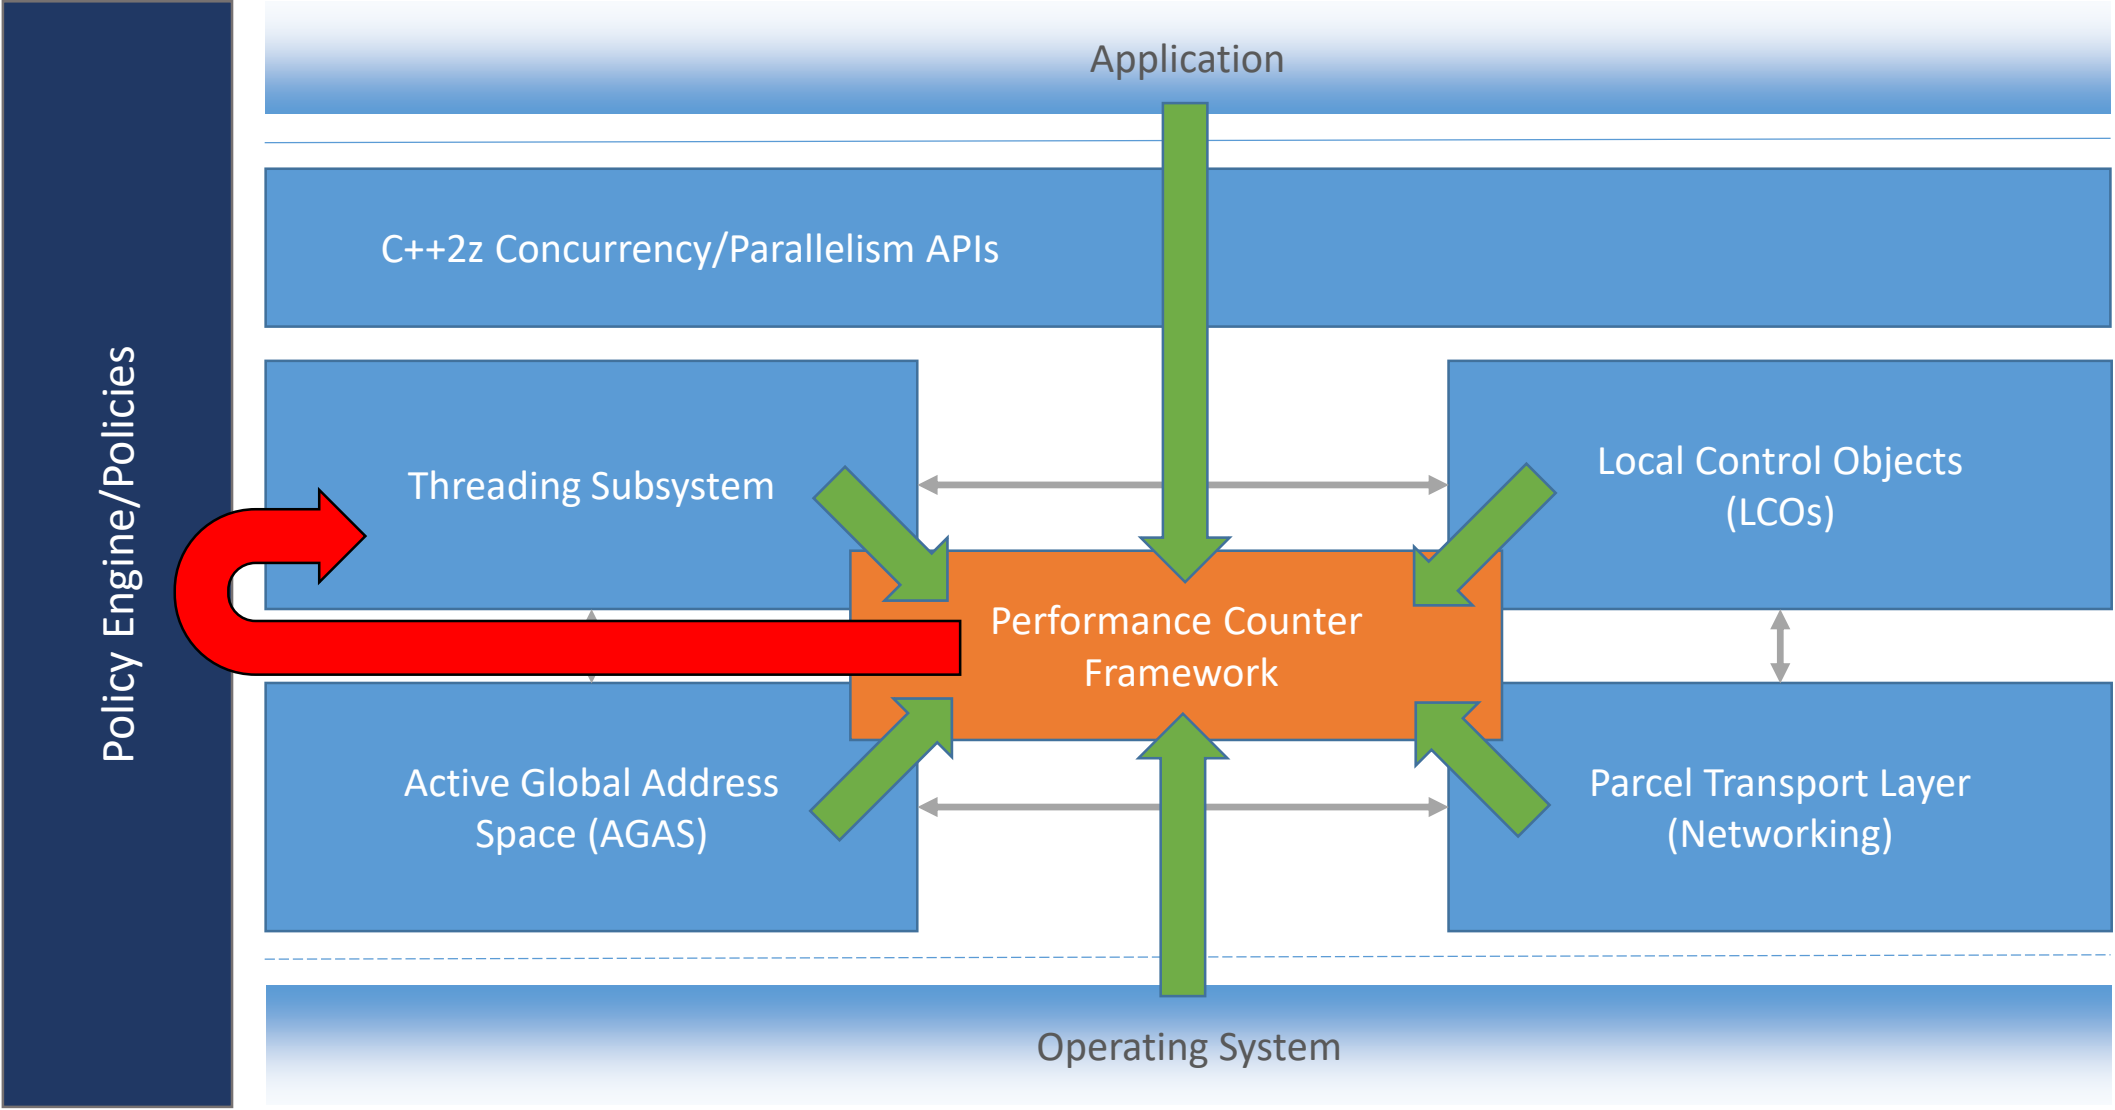 Application
C++2z Concurrency/Parallelism APIs
Policy Engine/Policies
Threading Subsystem
Local Control Objects
(LCOs)
Performance Counter
Framework
Active Global Address
Space (AGAS)
Parcel Transport Layer
(Networking)
Operating System